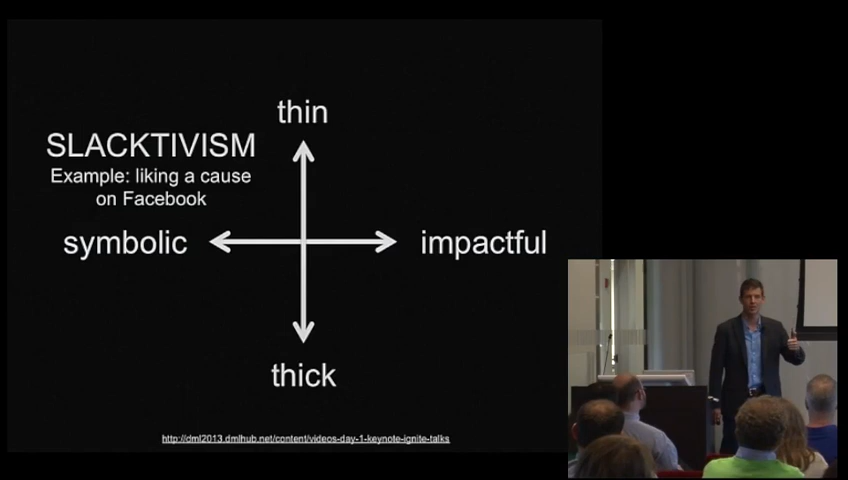 thin
SLACKTIVISM
Example: liking a cause
on Facebook
symbolic
impactful
thick
http://dml2013.dmlhub.net/content/videos-day-1-keynote-ignite-talks